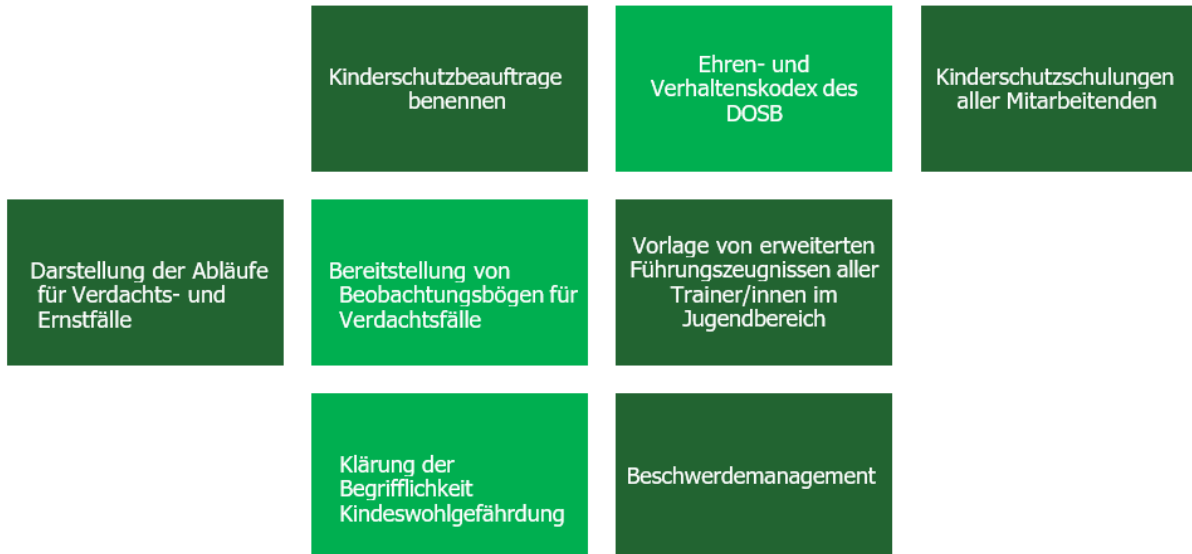 Kinderschutzbeauftrage
benennen
Ehren- und
Verhaltenskodex des
DOSB
Kinderschutzschulungen
aller Mitarbeitenden
Darstellung der Abläufe
für Verdachts- und
Ernstfälle
Bereitstellung von
Beobachtungsbögen für
Verdachtsfälle
Vorlage von erweiterten
Führungszeugnissen aller
Trainer/innen im
Jugendbereich
Klärung der
Begrifflichkeit
Kindeswohlgefährdung
Beschwerdemanagement